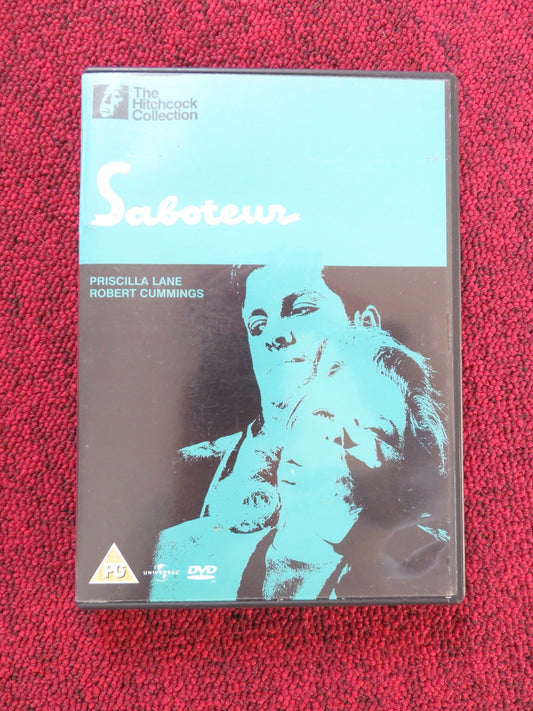 The
Hitchcock
Collection
Saboteur
PRISCILLA LANE
ROBERT CUMMINGS
PG
UNIVERSAL
DVD